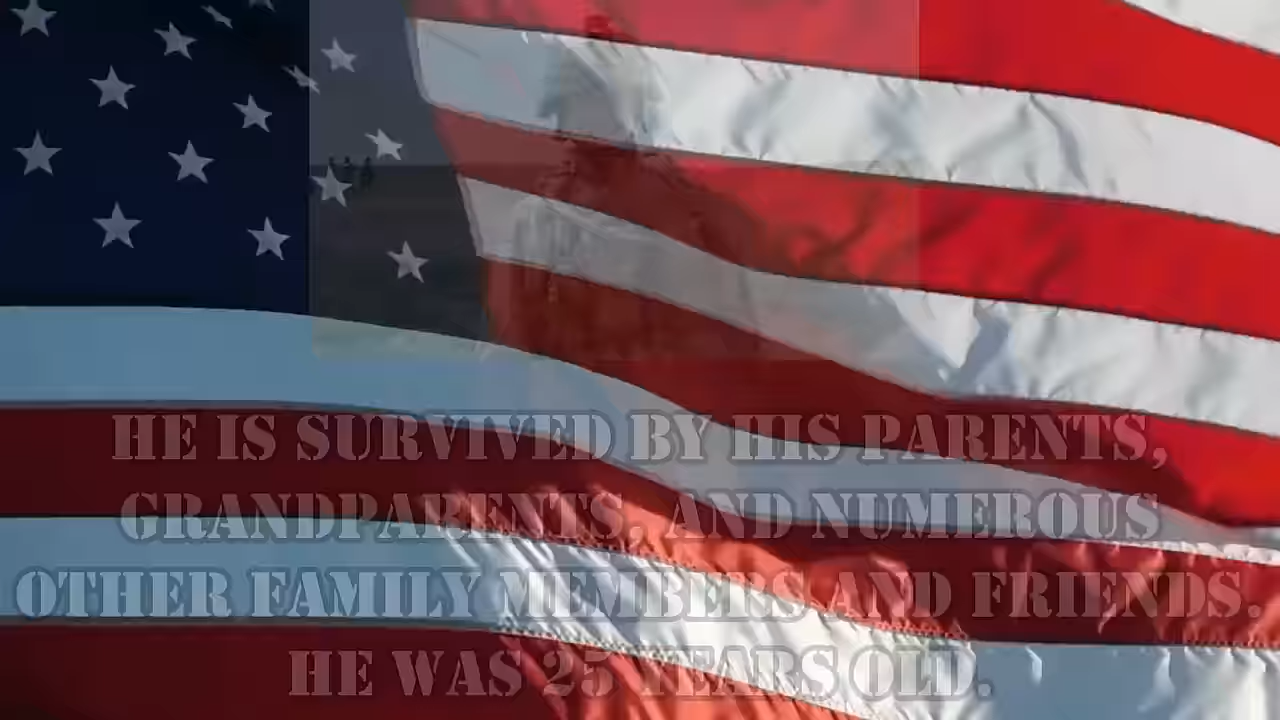 HE IS SURVIVED BY HIS PARENTS,
GRANDPARENTS, AND NUMEROUS
OTHER FAMILY MEMBERS AND FRIENDS.
HE WAS 25 YEARS OLD.